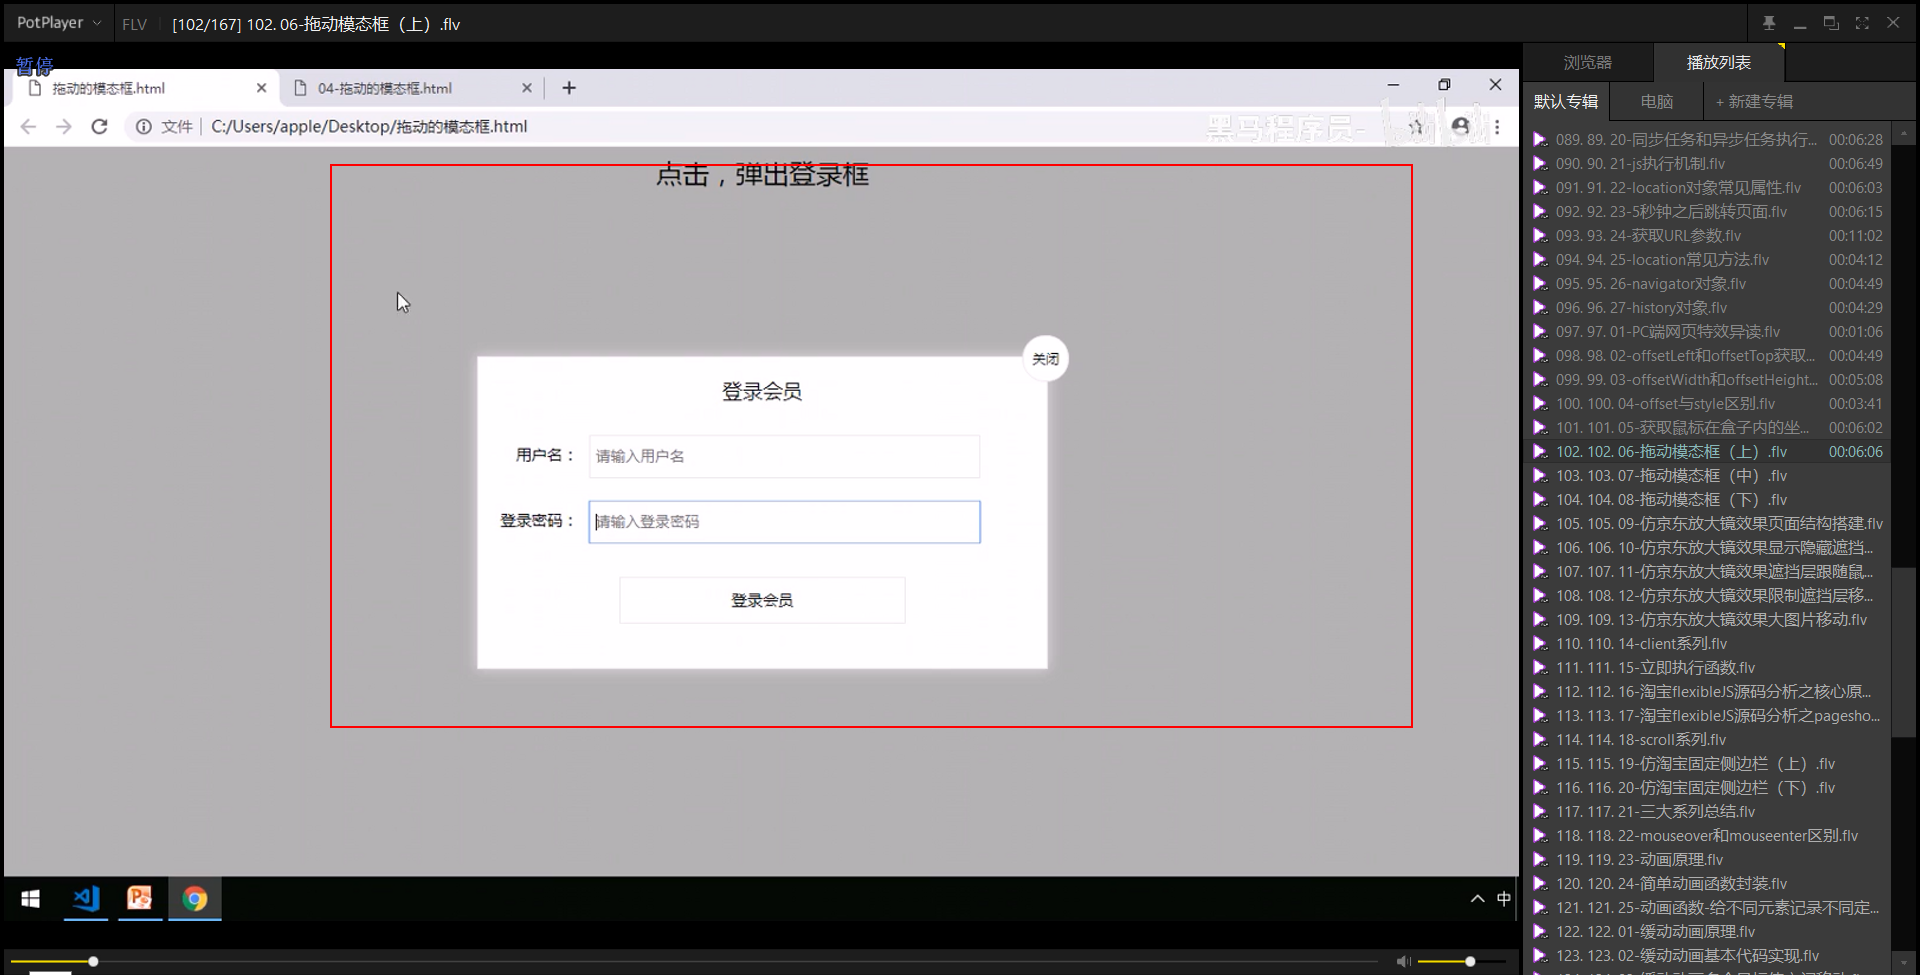 PotPlayer
FLV
[102/167] 102. 06-拖动模态框（上）.flv
暂停
拖动的模态框.html
04-拖动的模态框.html
文件
C:/Users/apple/Desktop/拖动的模态框.html
黑马程序员-
点击，弹出登录框
关闭
登录会员
用户名：
请输入用户名
登录密码：
请输入登录密码
登录会员
中
浏览器
播放列表
默认专辑
电脑
+ 新建专辑
089. 89. 20-同步任务和异步任务执行... 00:06:28
090. 90. 21-js执行机制.flv 00:06:49
091. 91. 22-location对象常见属性.flv 00:06:03
092. 92. 23-5秒钟之后跳转页面.flv 00:06:15
093. 93. 24-获取URL参数.flv 00:11:02
094. 94. 25-location常见方法.flv 00:04:12
095. 95. 26-navigator对象.flv 00:04:49
096. 96. 27-history对象.flv 00:04:29
097. 97. 01-PC端网页特效导读.flv 00:01:06
098. 98. 02-offsetLeft和offsetTop获取... 00:04:49
099. 99. 03-offsetWidth和offsetHeight... 00:05:08
100. 100. 04-offset与style区别.flv 00:03:41
101. 101. 05-获取鼠标在盒子内的坐... 00:06:02
102. 102. 06-拖动模态框（上）.flv 00:06:06
103. 103. 07-拖动模态框（中）.flv
104. 104. 08-拖动模态框（下）.flv
105. 105. 09-仿京东放大镜效果页面结构搭建.flv
106. 106. 10-仿京东放大镜效果显示隐藏遮挡...
107. 107. 11-仿京东放大镜效果遮挡层跟随鼠...
108. 108. 12-仿京东放大镜效果限制遮挡层移...
109. 109. 13-仿京东放大镜效果大图片移动.flv
110. 110. 14-client系列.flv
111. 111. 15-立即执行函数.flv
112. 112. 16-淘宝flexibleJS源码分析之核心原...
113. 113. 17-淘宝flexibleJS源码分析之pagesho...
114. 114. 18-scroll系列.flv
115. 115. 19-仿淘宝固定侧边栏（上）.flv
116. 116. 20-仿淘宝固定侧边栏（下）.flv
117. 117. 21-三大系列总结.flv
118. 118. 22-mouseover和mouseenter区别.flv
119. 119. 23-动画原理.flv
120. 120. 24-简单动画函数封装.flv
121. 121. 25-动画函数-给不同元素记录不同定...
122. 122. 01-缓动动画原理.flv
123. 123. 02-缓动动画基本代码实现.flv